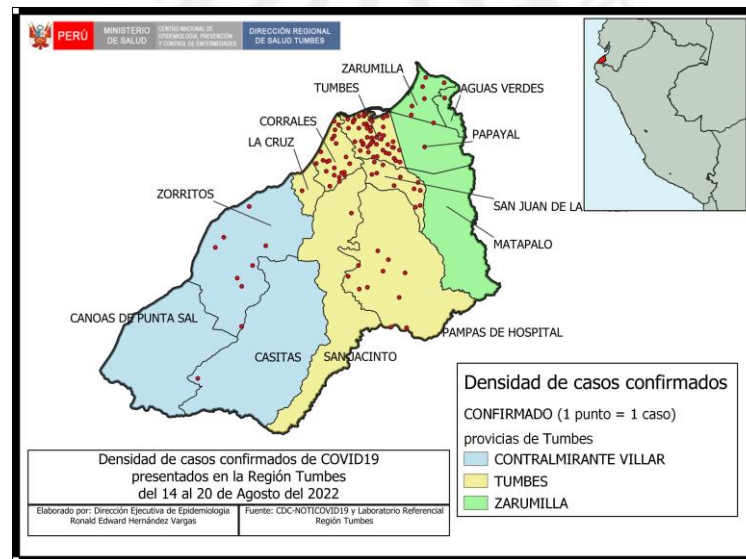 PERÚ
MINISTERIO
DE SALUD
CENTRO NACIONAL DE
EPIDEMIOLOGÍA, PREVENCIÓN
Y CONTROL DE ENFERMEDADES
DIRECCIÓN REGIONAL
DE SALUD TUMBES
ZARUMILLA
TUMBES
AGUAS VERDES
CORRALES
LA CRUZ
PAPAYAL
ZORRITOS
SAN JUAN DE LA
MATAPALO
CANOAS DE PUNTA SAL
CASITAS
SAN JACINTO
PAMPAS DE HOSPITAL
Densidad de casos confirmados
CONFIRMADO (1 punto = 1 caso)
provicias de Tumbes
CONTRALMIRANTE VILLAR
TUMBES
ZARUMILLA
Densidad de casos confirmados de COVID19
presentados en la Región Tumbes
del 14 al 20 de Agosto del 2022
Elaborado por: Dirección Ejecutiva de Epidemiologia
Ronald Edward Hernández Vargas
Fuente: CDC-NOTICOVID19 y Laboratorio Referencial
Región Tumbes